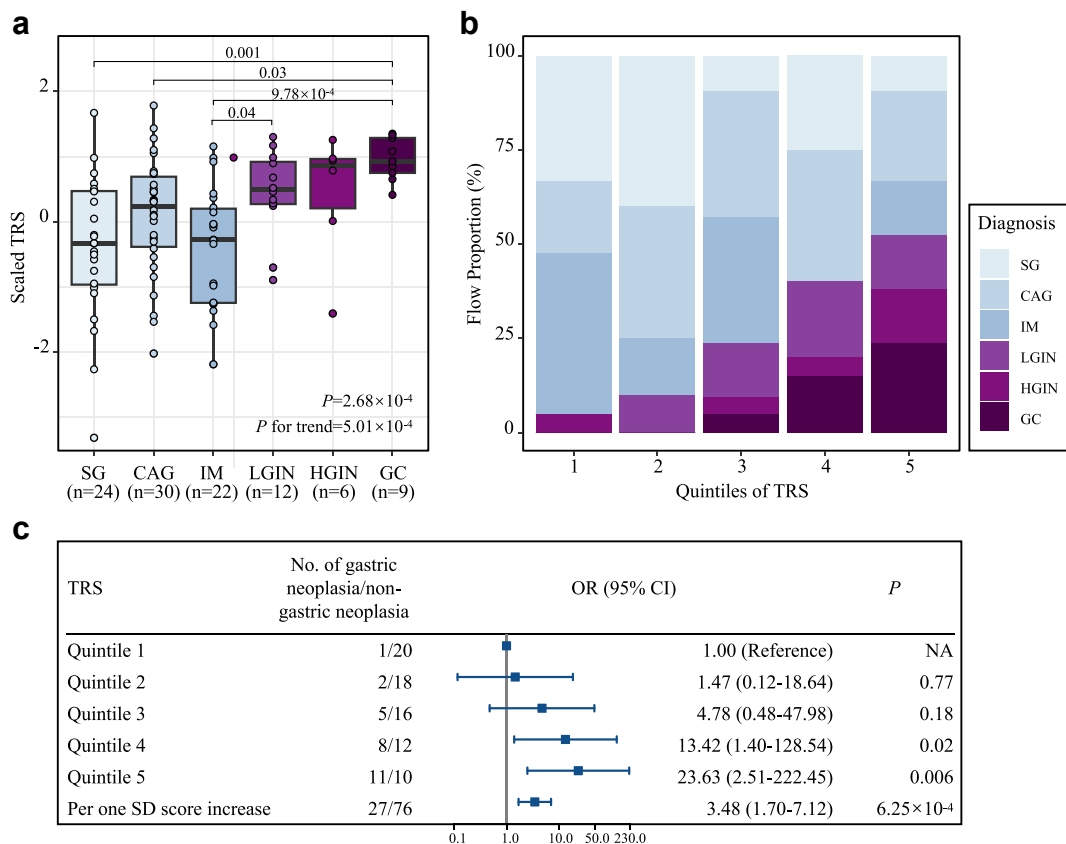 a
Scaled TRS
2
0
-2
0.001
0.03
9.78×10⁻⁴
0.04
P=2.68×10⁻⁴
P for trend=5.01×10⁻⁴
SG CAG IM LGIN HGIN GC
(n=24) (n=30) (n=22) (n=12) (n=6) (n=9)
b
Flow Proportion (%)
100
75
50
25
0
1 2 3 4 5
Quintiles of TRS
Diagnosis
SG
CAG
IM
LGIN
HGIN
GC
c
TRS No. of gastric neoplasia/non- OR (95% CI) P
gastric neoplasia
Quintile 1 1/20 1.00 (Reference) NA
Quintile 2 2/18 1.47 (0.12-18.64) 0.77
Quintile 3 5/16 4.78 (0.48-47.98) 0.18
Quintile 4 8/12 13.42 (1.40-128.54) 0.02
Quintile 5 11/10 23.63 (2.51-222.45) 0.006
Per one SD score increase 27/76 3.48 (1.70-7.12) 6.25×10⁻⁴
0.1 1.0 10.0 50.0 230.0